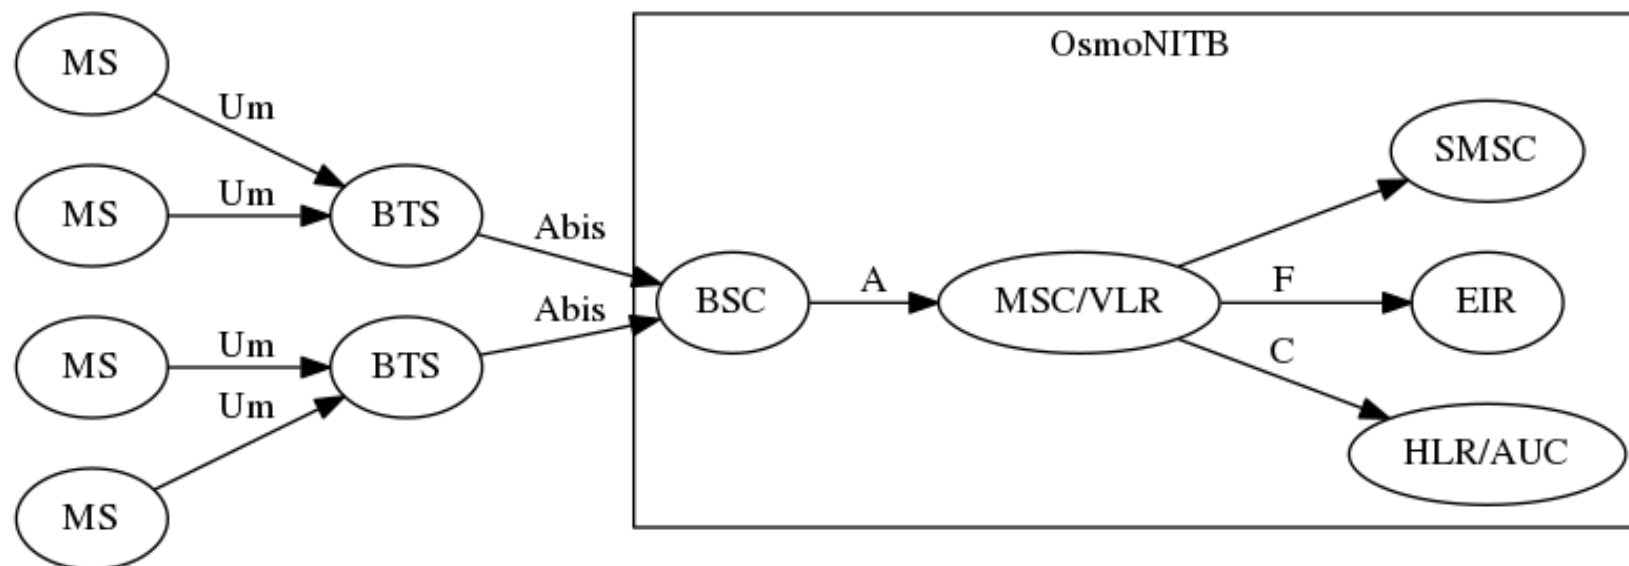 OsmoNITB
MS
Um
MS
Um
BTS
Abis
MS
Um
BTS
Abis
MS
Um
BSC
A
MSC/VLR
SMSC
F
EIR
C
HLR/AUC